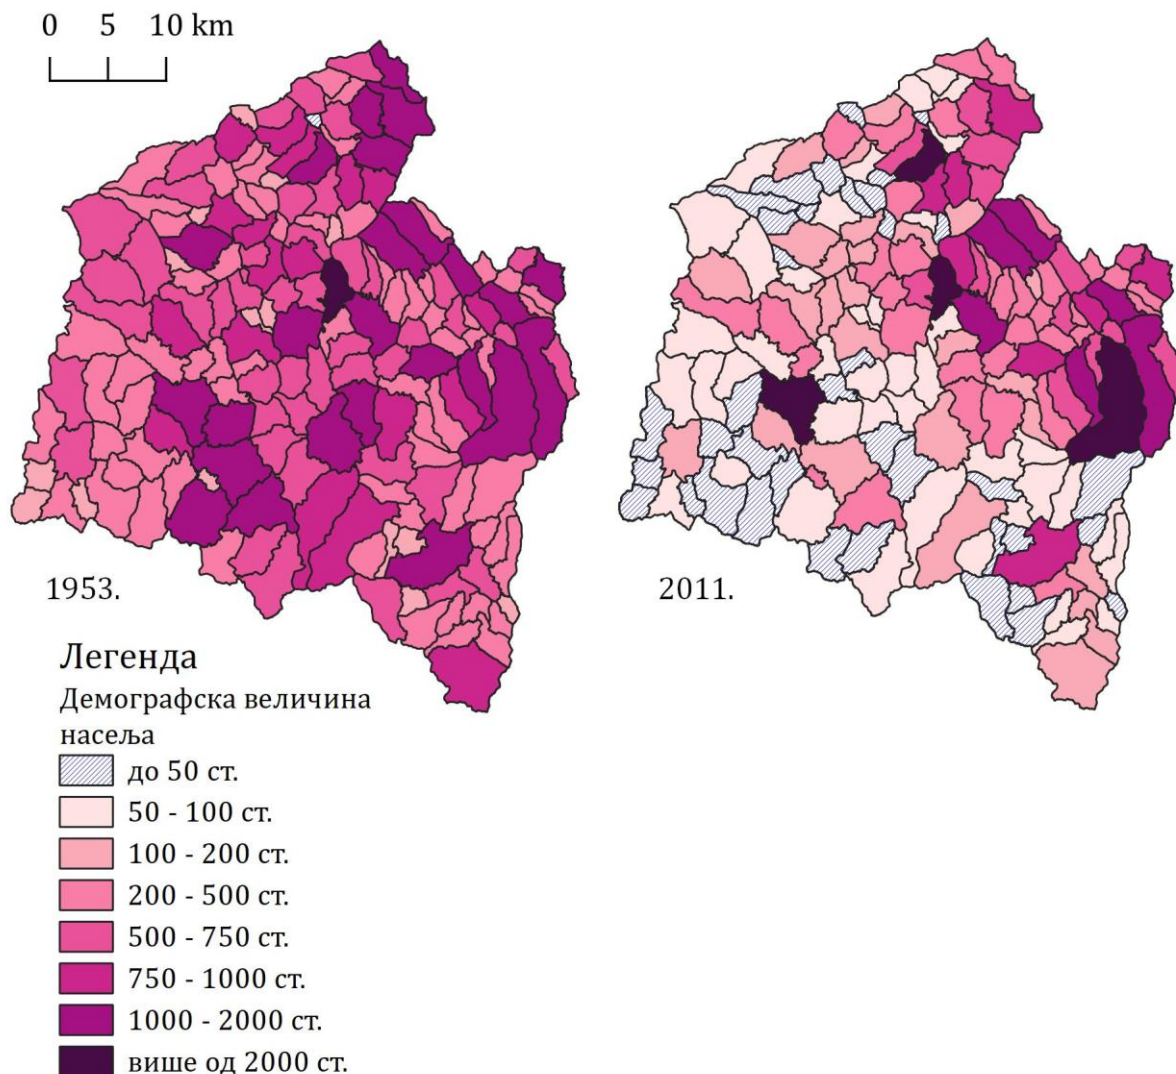 0 5 10 km
1953.
2011.
Легенда
Демографска величина
насеља
до 50 ст.
50 - 100 ст.
100 - 200 ст.
200 - 500 ст.
500 - 750 ст.
750 - 1000 ст.
1000 - 2000 ст.
више од 2000 ст.